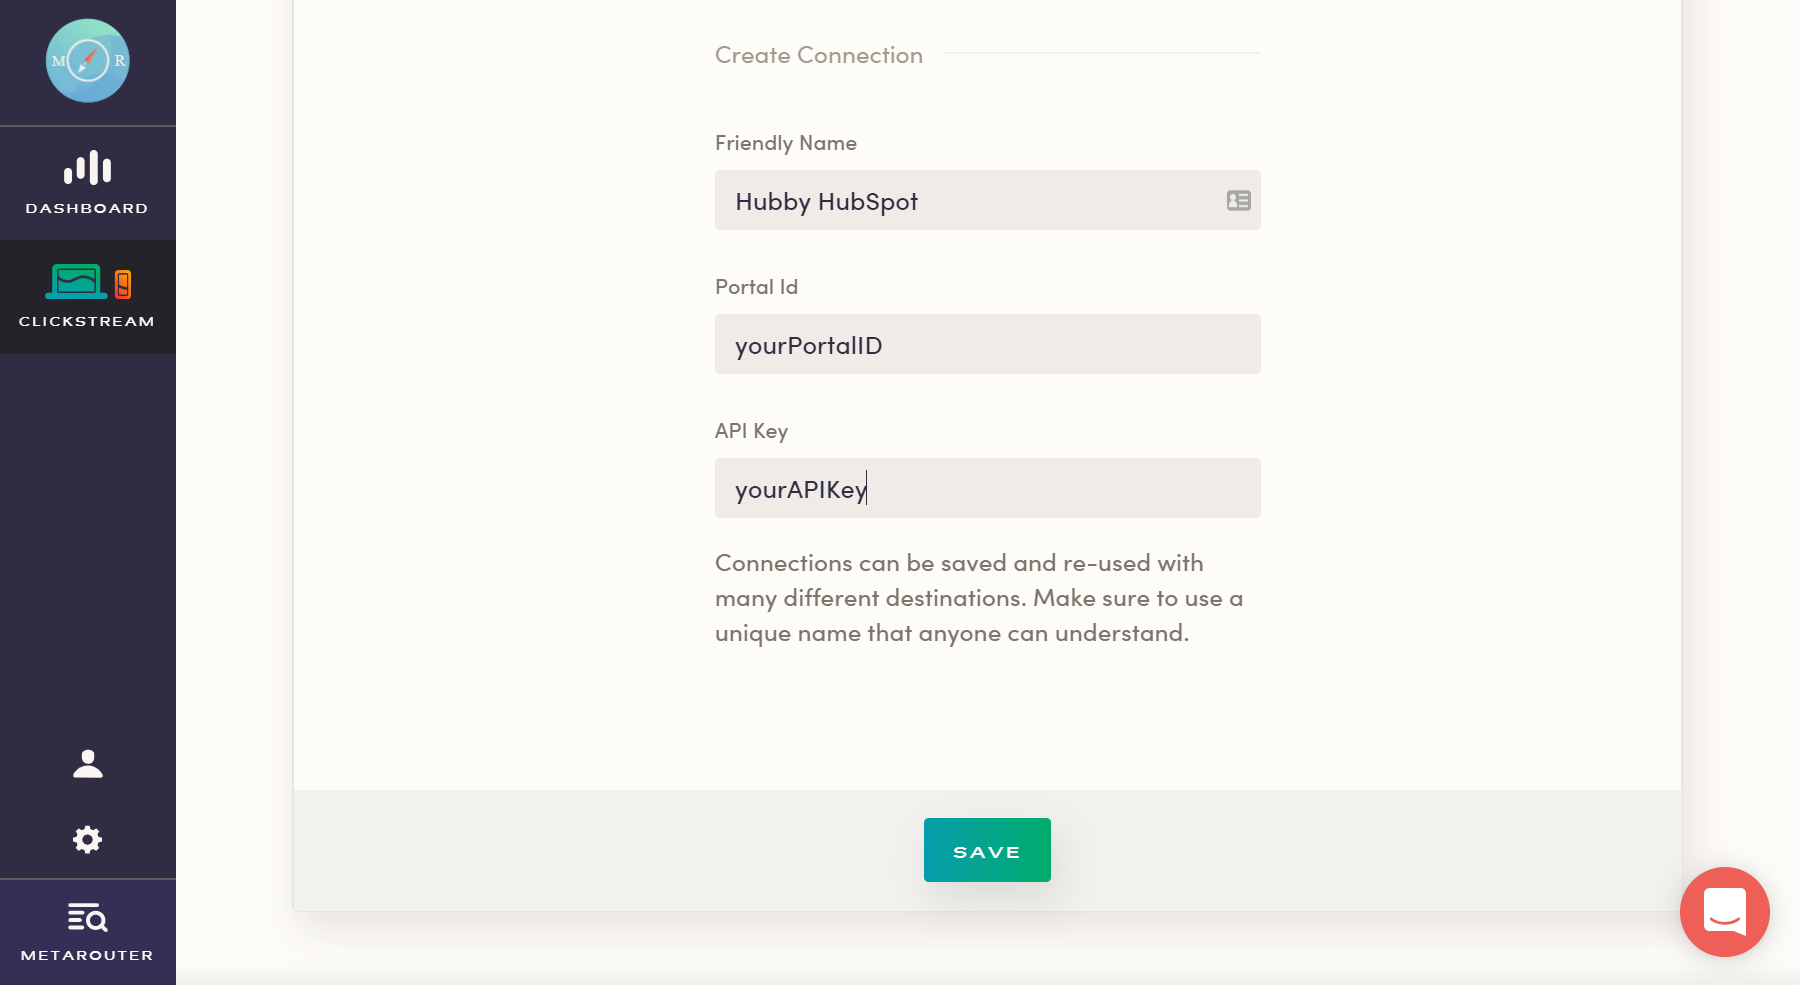 M R
DASHBOARD
CLICKSTREAM
METAROUTER
Create Connection
Friendly Name
Hubby HubSpot
Portal Id
yourPortalID
API Key
yourAPIKey
Connections can be saved and re-used with
many different destinations. Make sure to use a
unique name that anyone can understand.
SAVE